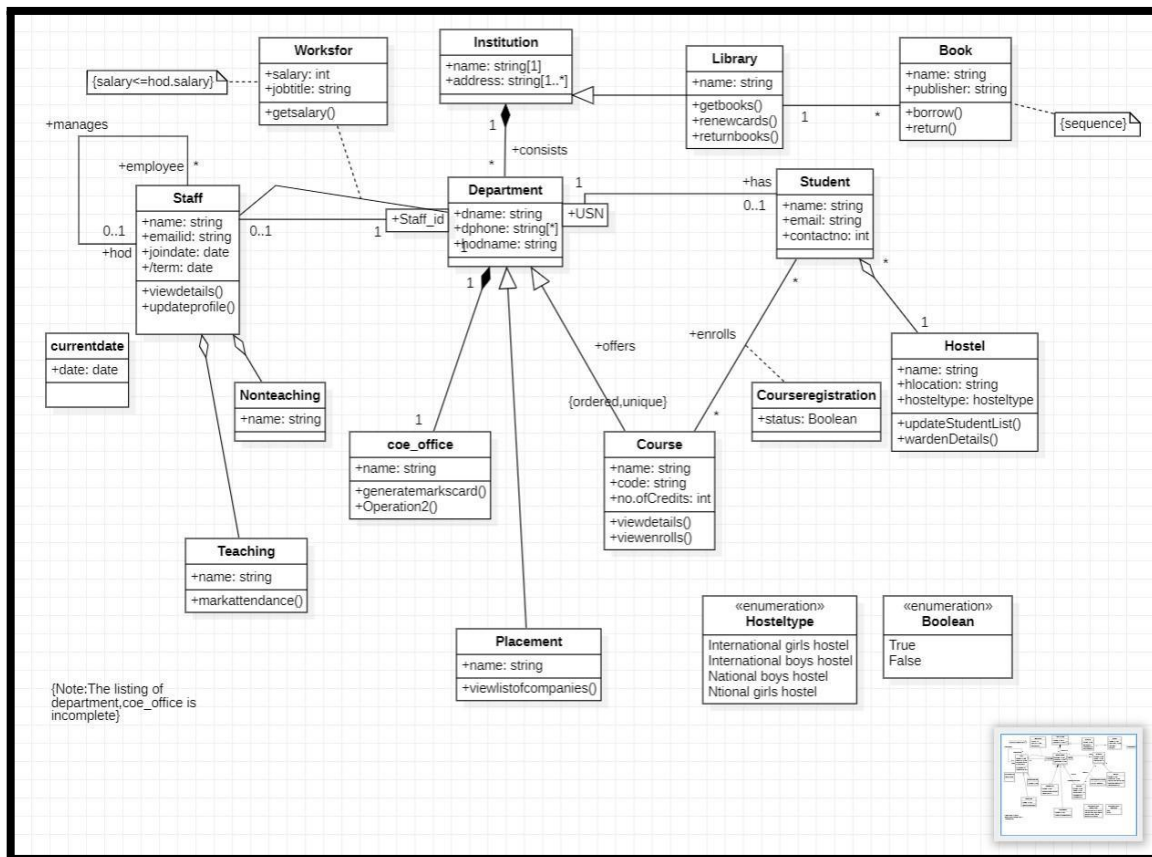 Worksfor
+salary: int
+jobtitle: string
+getsalary()
{salary<=hod.salary}
Institution
+name: string[1]
+address: string[1..*]
Library
+name: string
+getbooks()
+renewcards()
+returnbooks()
Book
+name: string
+publisher: string
+borrow()
+return()
{sequence}
1
*
1
+consists
*
+manages
+employee
*
Staff
+name: string
+emailid: string
+joindate: date
+/term: date
+viewdetails()
+updateprofile()
0..1
+hod
0..1
1
+Staff_id
Department
+dname: string
+dphone: string[*]
+hodname: string
1
1
+USN
1
+has
0..1
Student
+name: string
+email: string
+contactno: int
*
*
1
currentdate
+date: date
Nonteaching
+name: string
+offers
{ordered,unique}
+enrolls
*
Courseregistration
+status: Boolean
Hostel
+name: string
+hlocation: string
+hosteltype: hosteltype
+updateStudentList()
+wardenDetails()
1
coe_office
+name: string
+generatemarkscard()
+Operation2()
Course
+name: string
+code: string
+no.ofCredits: int
+viewdetails()
+viewenrolls()
Teaching
+name: string
+markattendance()
Placement
+name: string
+viewlistofcompanies()
«enumeration»
Hosteltype
International girls hostel
International boys hostel
National boys hostel
Ntional girls hostel
«enumeration»
Boolean
True
False
{Note:The listing of
department,coe_office is
incomplete}